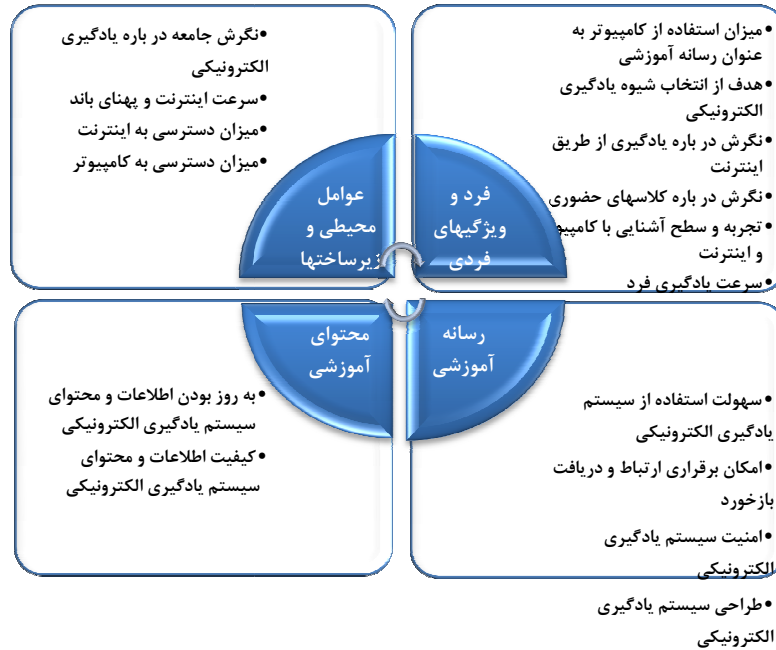 •میزان استفاده از کامپیوتر به
عنوان رسانه آموزشی
•هدف از انتخاب شیوه یادگیری
الکترونیکی
•نگرش در باره یادگیری از طریق
اینترنت
•نگرش در باره کلاسهای حضوری
•تجربه و سطح آشنایی با
و اینترنت
•سرعت یادگیری فرد
فرد و
ویژگیهای
فردی
•نگرش جامعه در باره یادگیری
الکترونیکی
•سرعت اینترنت و پهنای باند
•میزان دسترسی به اینترنت
•میزان دسترسی به کامپیوتر
عوامل
محیطی و
زیرساختها
رسانه
آموزشی
•سهولت استفاده از سیستم
یادگیری الکترونیکی
•امکان برقراری ارتباط و دریافت
بازخورد
•امنیت سیستم یادگیری
الکترونیکی
•طراحی سیستم یادگیری
الکترونیکی
محتوای
آموزشی
•به روز بودن اطلاعات و محتوای
سیستم یادگیری الکترونیکی
•کیفیت اطلاعات و محتوای
سیستم یادگیری الکترونیکی